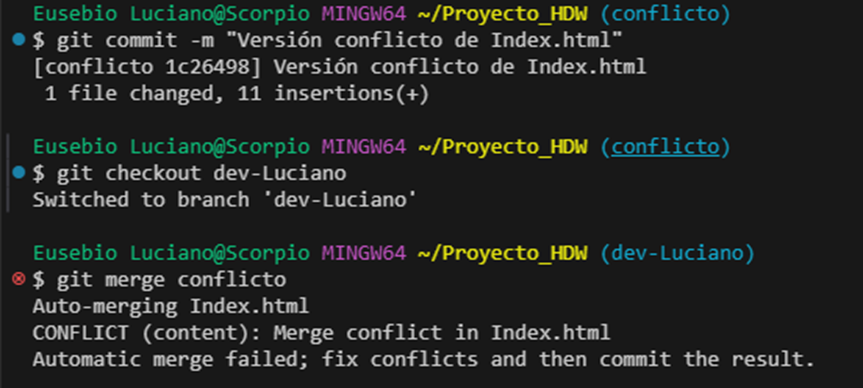 Eusebio Luciano@Scorpio MINGW64 ~/Proyecto_HDW (conflicto)
$ git commit -m "Versión conflicto de Index.html"
[conflicto 1c26498] Versión conflicto de Index.html
1 file changed, 11 insertions(+)
Eusebio Luciano@Scorpio MINGW64 ~/Proyecto_HDW (conflicto)
$ git checkout dev-Luciano
Switched to branch 'dev-Luciano'
Eusebio Luciano@Scorpio MINGW64 ~/Proyecto_HDW (dev-Luciano)
$ git merge conflicto
Auto-merging Index.html
CONFLICT (content): Merge conflict in Index.html
Automatic merge failed; fix conflicts and then commit the result.